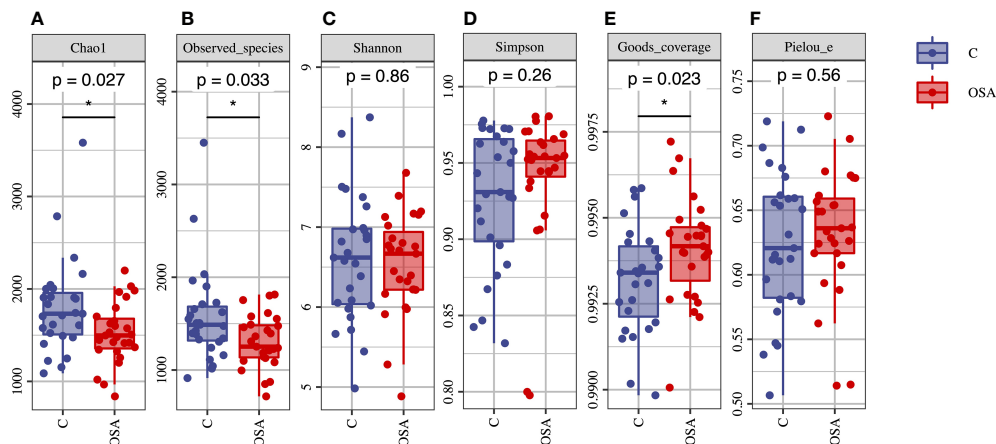 A B C D E F
Chao1 Observed_species Shannon Simpson Goods_coverage Pielou_e
p = 0.027 p = 0.033 p = 0.86 p = 0.26 p = 0.023 p = 0.56
* * *
4000 3000 2000 1000
4000 3000 2000 1000
9 8 7 6 5
1.00 0.95 0.90 0.85 0.80
0.9975 0.9950 0.9925 0.9900
0.75 0.70 0.65 0.60 0.55 0.50
C OSA C OSA C OSA C OSA C OSA C OSA
C
OSA